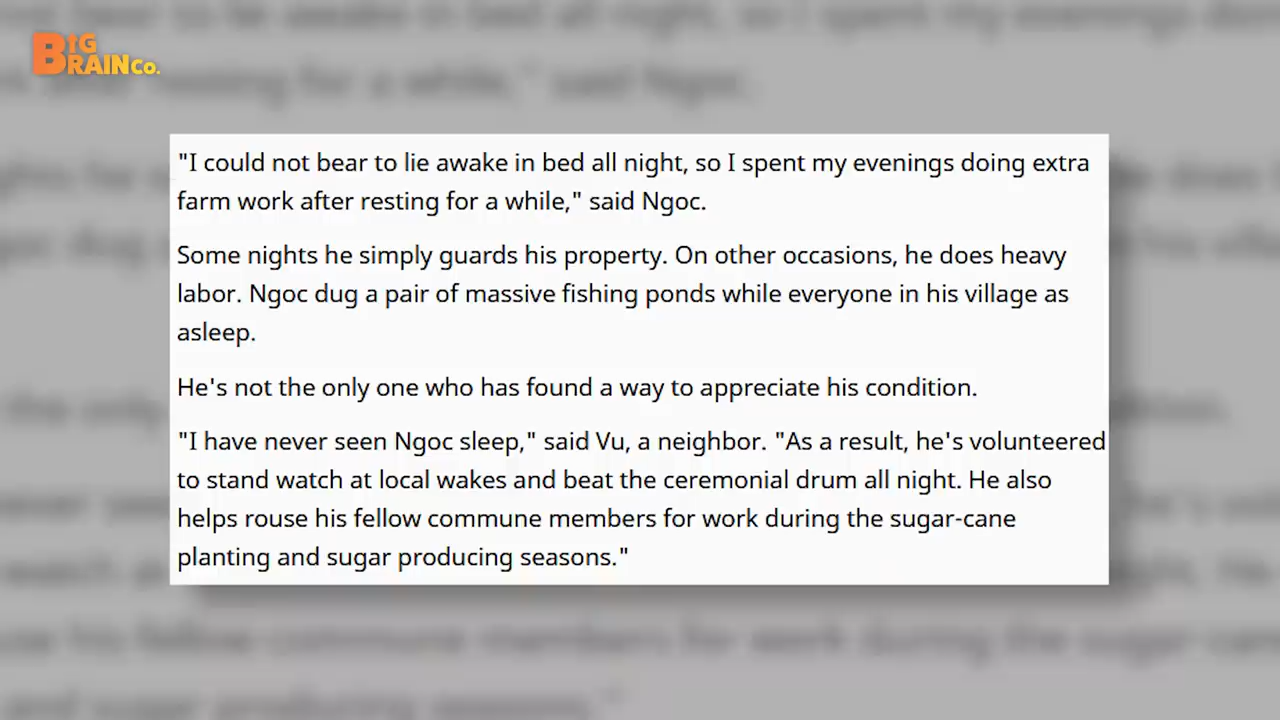 BIG
BRAIN CO.
"I could not bear to lie awake in bed all night, so I spent my evenings doing extra
farm work after resting for a while," said Ngoc.
Some nights he simply guards his property. On other occasions, he does heavy
labor. Ngoc dug a pair of massive fishing ponds while everyone in his village as
asleep.
He's not the only one who has found a way to appreciate his condition.
"I have never seen Ngoc sleep," said Vu, a neighbor. "As a result, he's volunteered
to stand watch at local wakes and beat the ceremonial drum all night. He also
helps rouse his fellow commune members for work during the sugar-cane
planting and sugar producing seasons."